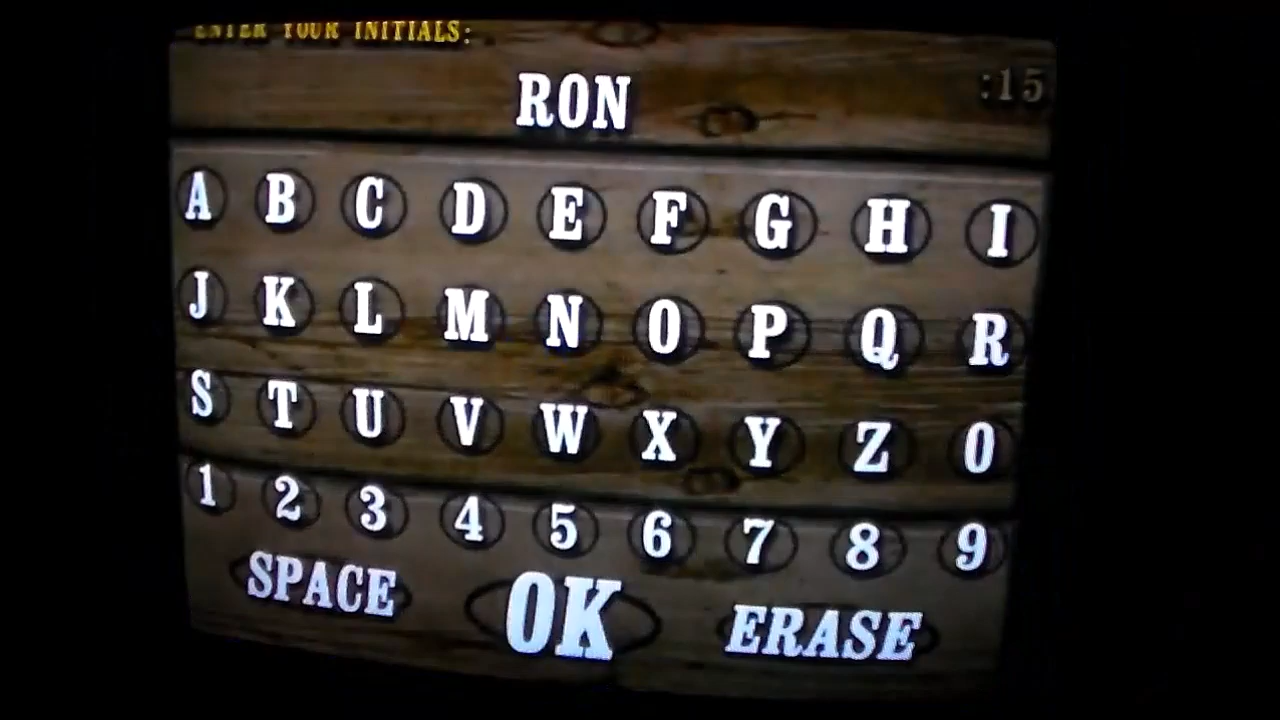 ENTER YOUR INITIALS:
RON
:15
A B C D E F G H I
J K L M N O P Q R
S T U V W X Y Z 0
1 2 3 4 5 6 7 8 9
SPACE OK ERASE